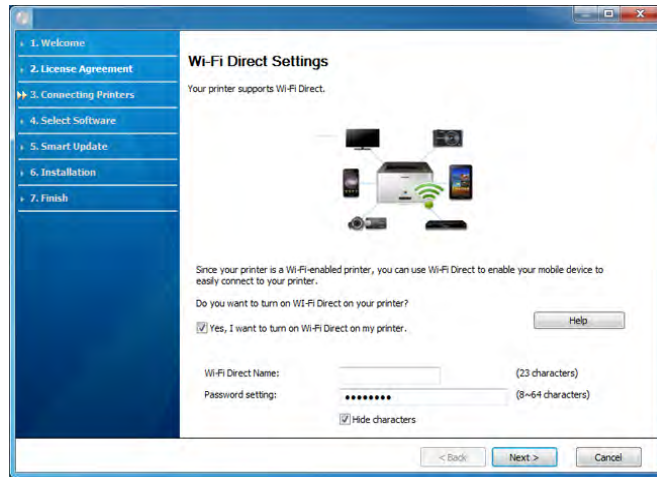 1. Welcome
2. License Agreement
3. Connecting Printers
4. Select Software
5. Smart Update
6. Installation
7. Finish
Wi-Fi Direct Settings
Your printer supports Wi-Fi Direct.
Since your printer is a Wi-Fi-enabled printer, you can use Wi-Fi Direct to enable your mobile device to
easily connect to your printer.
Do you want to turn on WI-Fi Direct on your printer?
Yes, I want to turn on Wi-Fi Direct on my printer.
Help
Wi-Fi Direct Name: (23 characters)
Password setting: •••••••• (8~64 characters)
Hide characters
< Back Next > Cancel